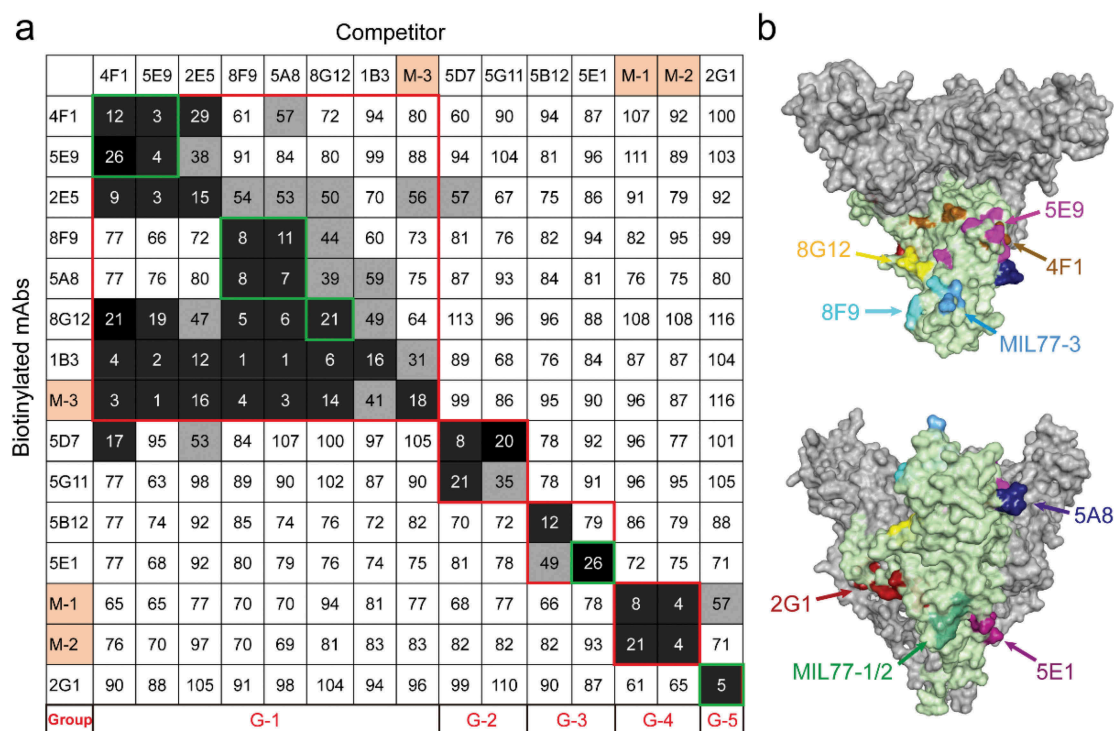 a
Competitor
4F1 5E9 2E5 8F9 5A8 8G12 1B3 M-3 5D7 5G11 5B12 5E1 M-1 M-2 2G1
Biotinylated mAbs
4F1 12 3 29 61 57 72 94 80 60 90 94 87 107 92 100
5E9 26 4 38 91 84 80 99 88 94 104 81 96 111 89 103
2E5 9 3 15 54 53 50 70 56 57 67 75 86 91 79 92
8F9 77 66 72 8 11 44 60 73 81 76 82 94 82 95 99
5A8 77 76 80 8 7 39 59 75 87 93 84 81 76 75 80
8G12 21 19 47 5 6 21 49 64 113 96 96 88 108 108 116
1B3 4 2 12 1 1 6 16 31 89 68 76 84 87 87 104
M-3 3 1 16 4 3 14 41 18 99 86 95 90 96 87 116
5D7 17 95 53 84 107 100 97 105 8 20 78 92 96 77 101
5G11 77 63 98 89 90 102 87 90 21 35 78 91 96 95 105
5B12 77 74 92 85 74 76 72 82 70 72 12 79 86 79 88
5E1 77 68 92 80 79 76 74 75 81 78 49 26 72 75 71
M-1 65 65 77 70 70 94 81 77 68 77 66 78 8 4 57
M-2 76 70 97 70 69 81 83 83 82 82 82 93 21 4 71
2G1 90 88 105 91 98 104 94 96 99 110 90 87 61 65 5
Group G-1 G-2 G-3 G-4 G-5
b
5E9
8G12
4F1
8F9
MIL77-3
5A8
2G1
MIL77-1/2
5E1